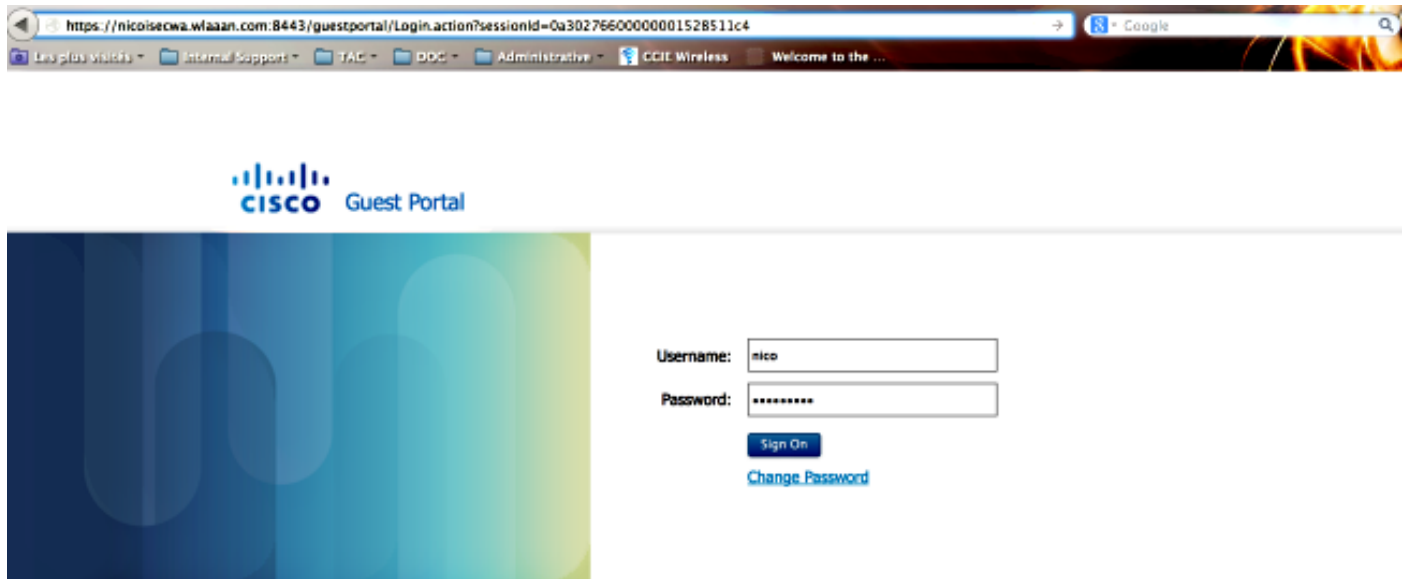 https://nicoisecwa.wlaaan.com:8443/guestportal/Login.action?sessionId=0a30276600000001528511c4
Google
Les plus visités
Internal Support
TAC
DOC
Administrative
CCIE Wireless
Welcome to the ...
CISCO Guest Portal
Username: nico
Password: •••••••••
Sign On
Change Password